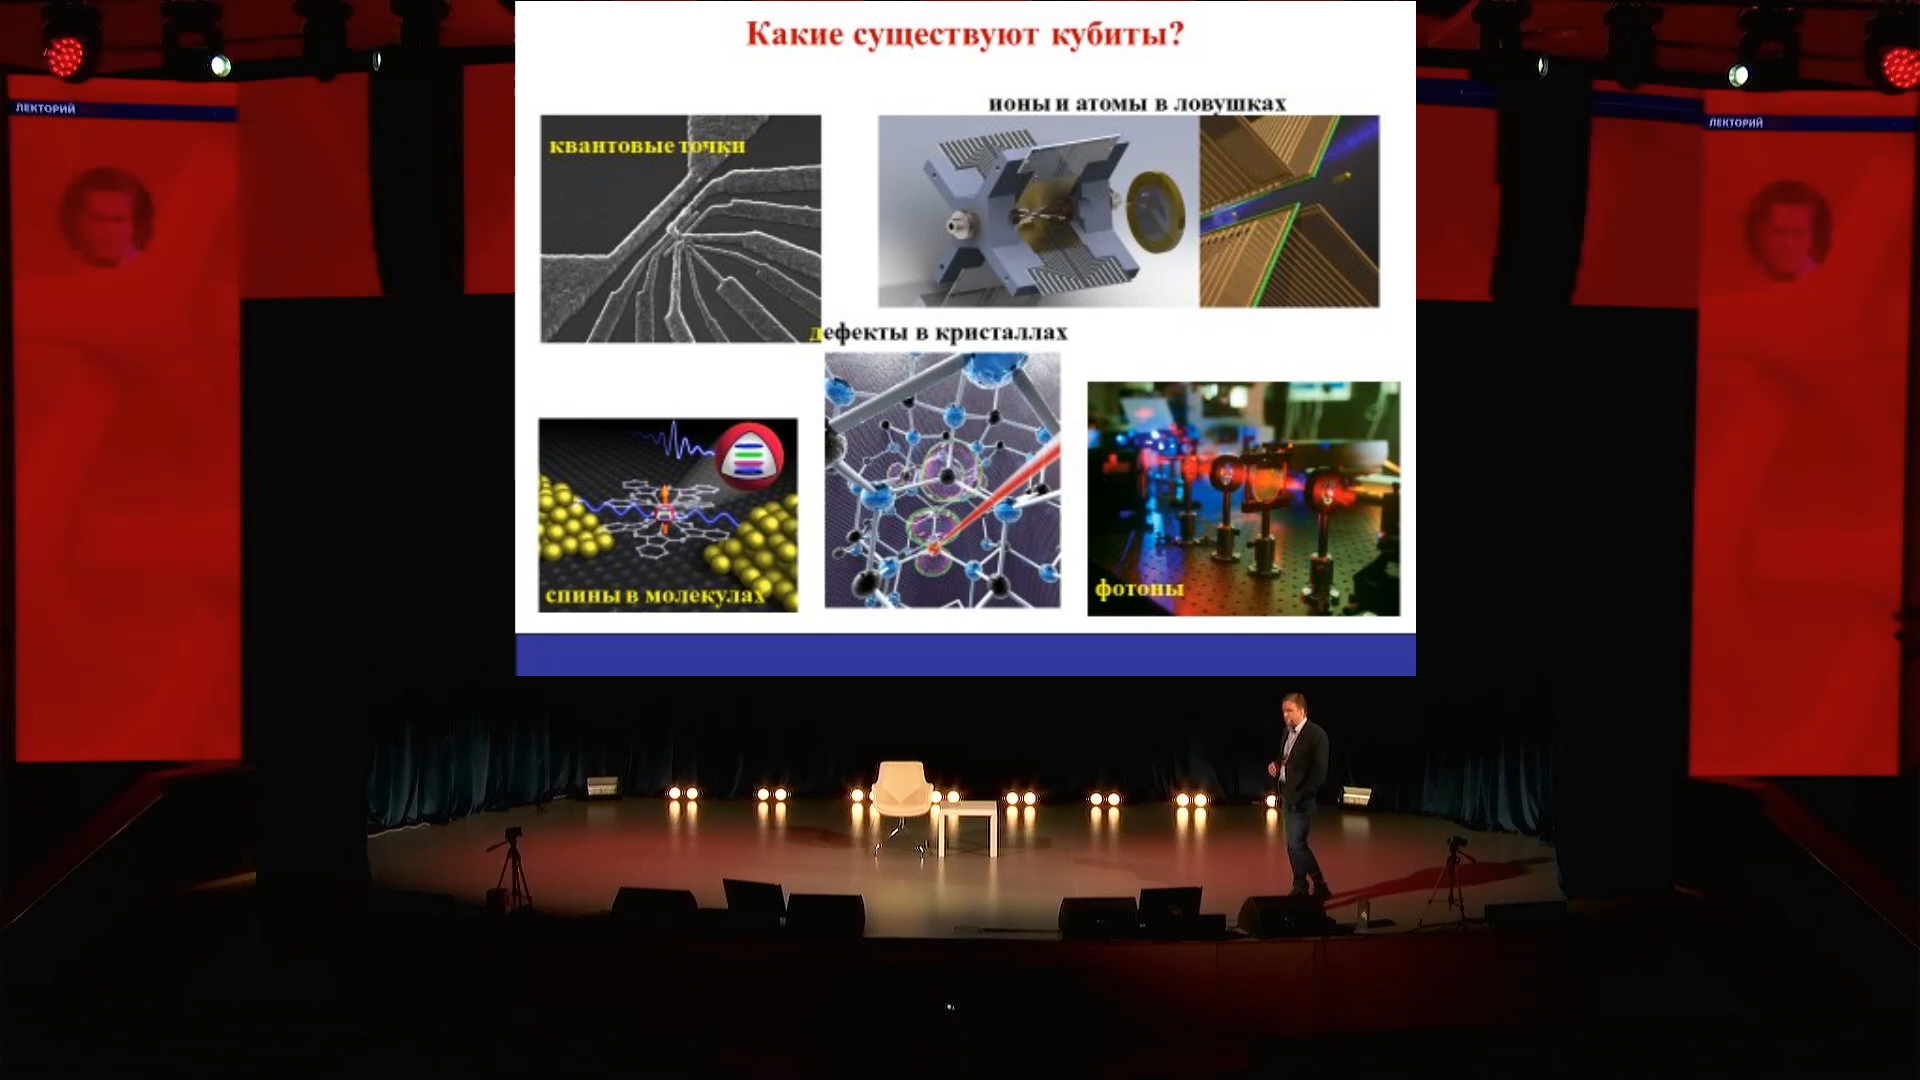 Какие существуют кубиты?
ионы и атомы в ловушках
квантовые точки
дефекты в кристаллах
спины в молекулах
фотоны
ЛЕКТОРИЙ
ЛЕКТОРИЙ